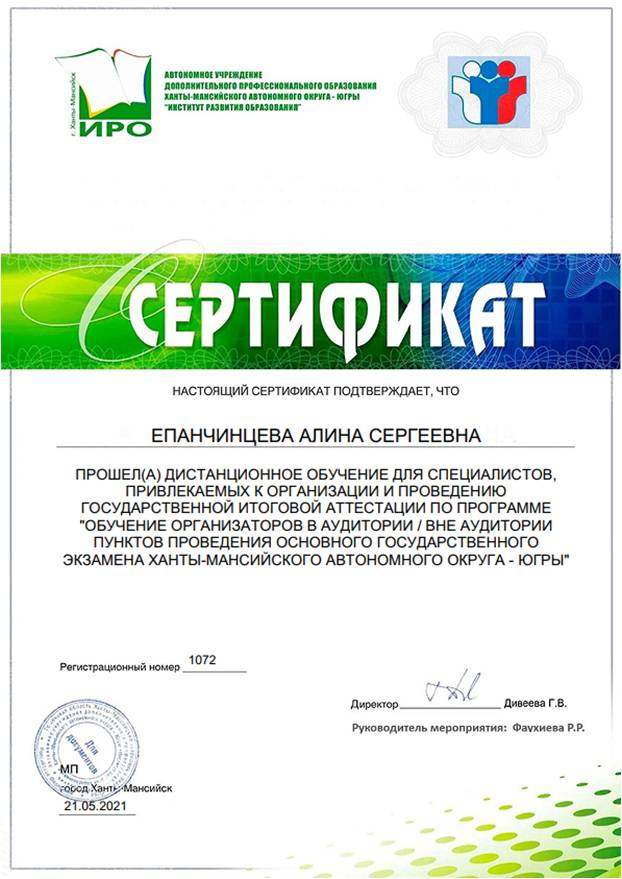 г. Ханты-Мансийск
ИРО
АВТОНОМНОЕ УЧРЕЖДЕНИЕ
ДОПОЛНИТЕЛЬНОГО ПРОФЕССИОНАЛЬНОГО ОБРАЗОВАНИЯ
ХАНТЫ-МАНСИЙСКОГО АВТОНОМНОГО ОКРУГА - ЮГРЫ
"ИНСТИТУТ РАЗВИТИЯ ОБРАЗОВАНИЯ"
СЕРТИФИКАТ
НАСТОЯЩИЙ СЕРТИФИКАТ ПОДТВЕРЖДАЕТ, ЧТО
ЕПАНЧИНЦЕВА АЛИНА СЕРГЕЕВНА
ПРОШЕЛ(А) ДИСТАНЦИОННОЕ ОБУЧЕНИЕ ДЛЯ СПЕЦИАЛИСТОВ,
ПРИВЛЕКАЕМЫХ К ОРГАНИЗАЦИИ И ПРОВЕДЕНИЮ
ГОСУДАРСТВЕННОЙ ИТОГОВОЙ АТТЕСТАЦИИ ПО ПРОГРАММЕ
"ОБУЧЕНИЕ ОРГАНИЗАТОРОВ В АУДИТОРИИ / ВНЕ АУДИТОРИИ
ПУНКТОВ ПРОВЕДЕНИЯ ОСНОВНОГО ГОСУДАРСТВЕННОГО
ЭКЗАМЕНА ХАНТЫ-МАНСИЙСКОГО АВТОНОМНОГО ОКРУГА - ЮГРЫ"
Регистрационный номер 1072
Директор Дивеева Г.В.
Руководитель мероприятия: Фаухиева Р.Р.
Для
документов
МП
город Ханты-Мансийск
21.05.2021